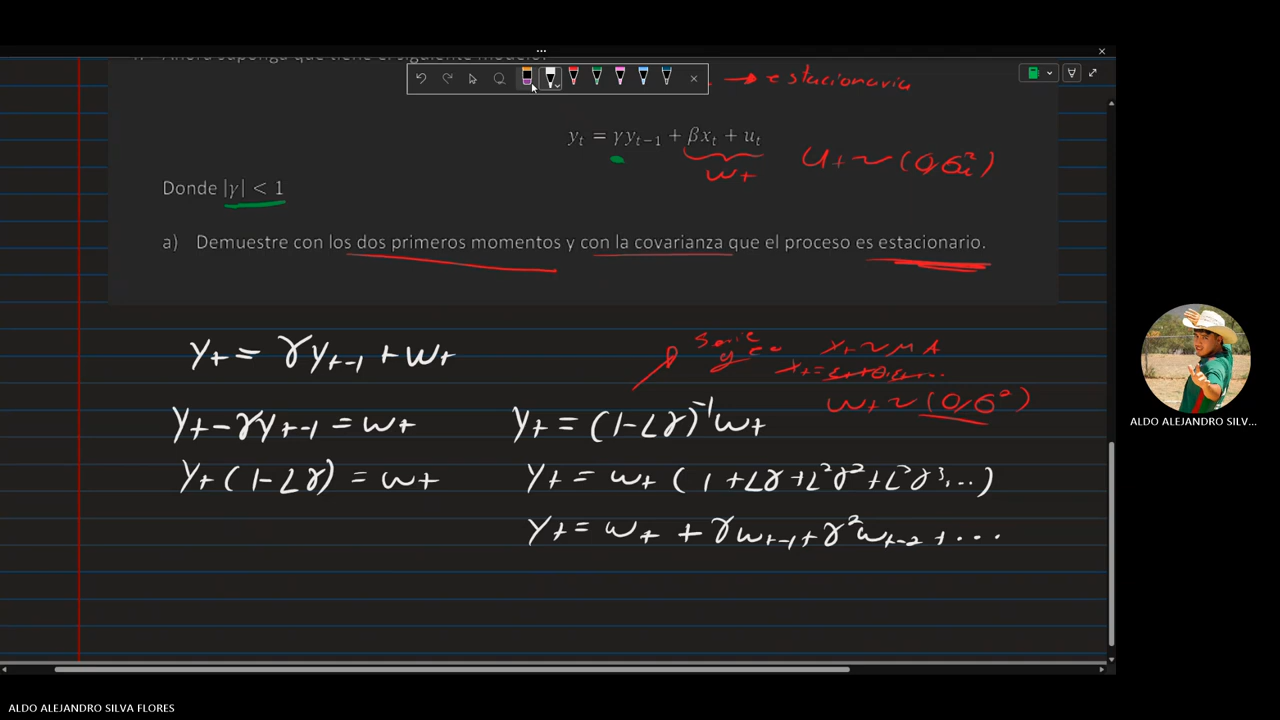 → estacionaria
yₜ = γyₜ₋₁ + βxₜ + uₜ
wₜ
uₜ ~ (0, σ²ᵤ)
Donde |γ| < 1
a) Demuestre con los dos primeros momentos y con la covarianza que el proceso es estacionario.
yₜ = γyₜ₋₁ + wₜ
Serie
xₜ ~ MA
wₜ ~ (0, σ²)
yₜ - γyₜ₋₁ = wₜ
yₜ = (1-Lγ)⁻¹wₜ
yₜ(1-Lγ) = wₜ
yₜ = wₜ (1 + Lγ + L²γ² + L³γ³...)
yₜ = wₜ + γwₜ₋₁ + γ²wₜ₋₂ + ...
ALDO ALEJANDRO SILV...
ALDO ALEJANDRO SILVA FLORES